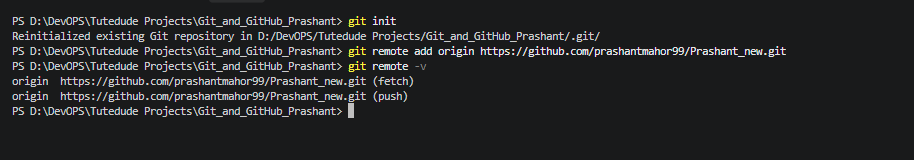 PS D:\DevOPS\Tutedude Projects\Git_and_GitHub_Prashant> git init
Reinitialized existing Git repository in D:/DevOPS/Tutedude Projects/Git_and_GitHub_Prashant/.git/
PS D:\DevOPS\Tutedude Projects\Git_and_GitHub_Prashant> git remote add origin https://github.com/prashantmahor99/Prashant_new.git
PS D:\DevOPS\Tutedude Projects\Git_and_GitHub_Prashant> git remote -v
origin  https://github.com/prashantmahor99/Prashant_new.git (fetch)
origin  https://github.com/prashantmahor99/Prashant_new.git (push)
PS D:\DevOPS\Tutedude Projects\Git_and_GitHub_Prashant>